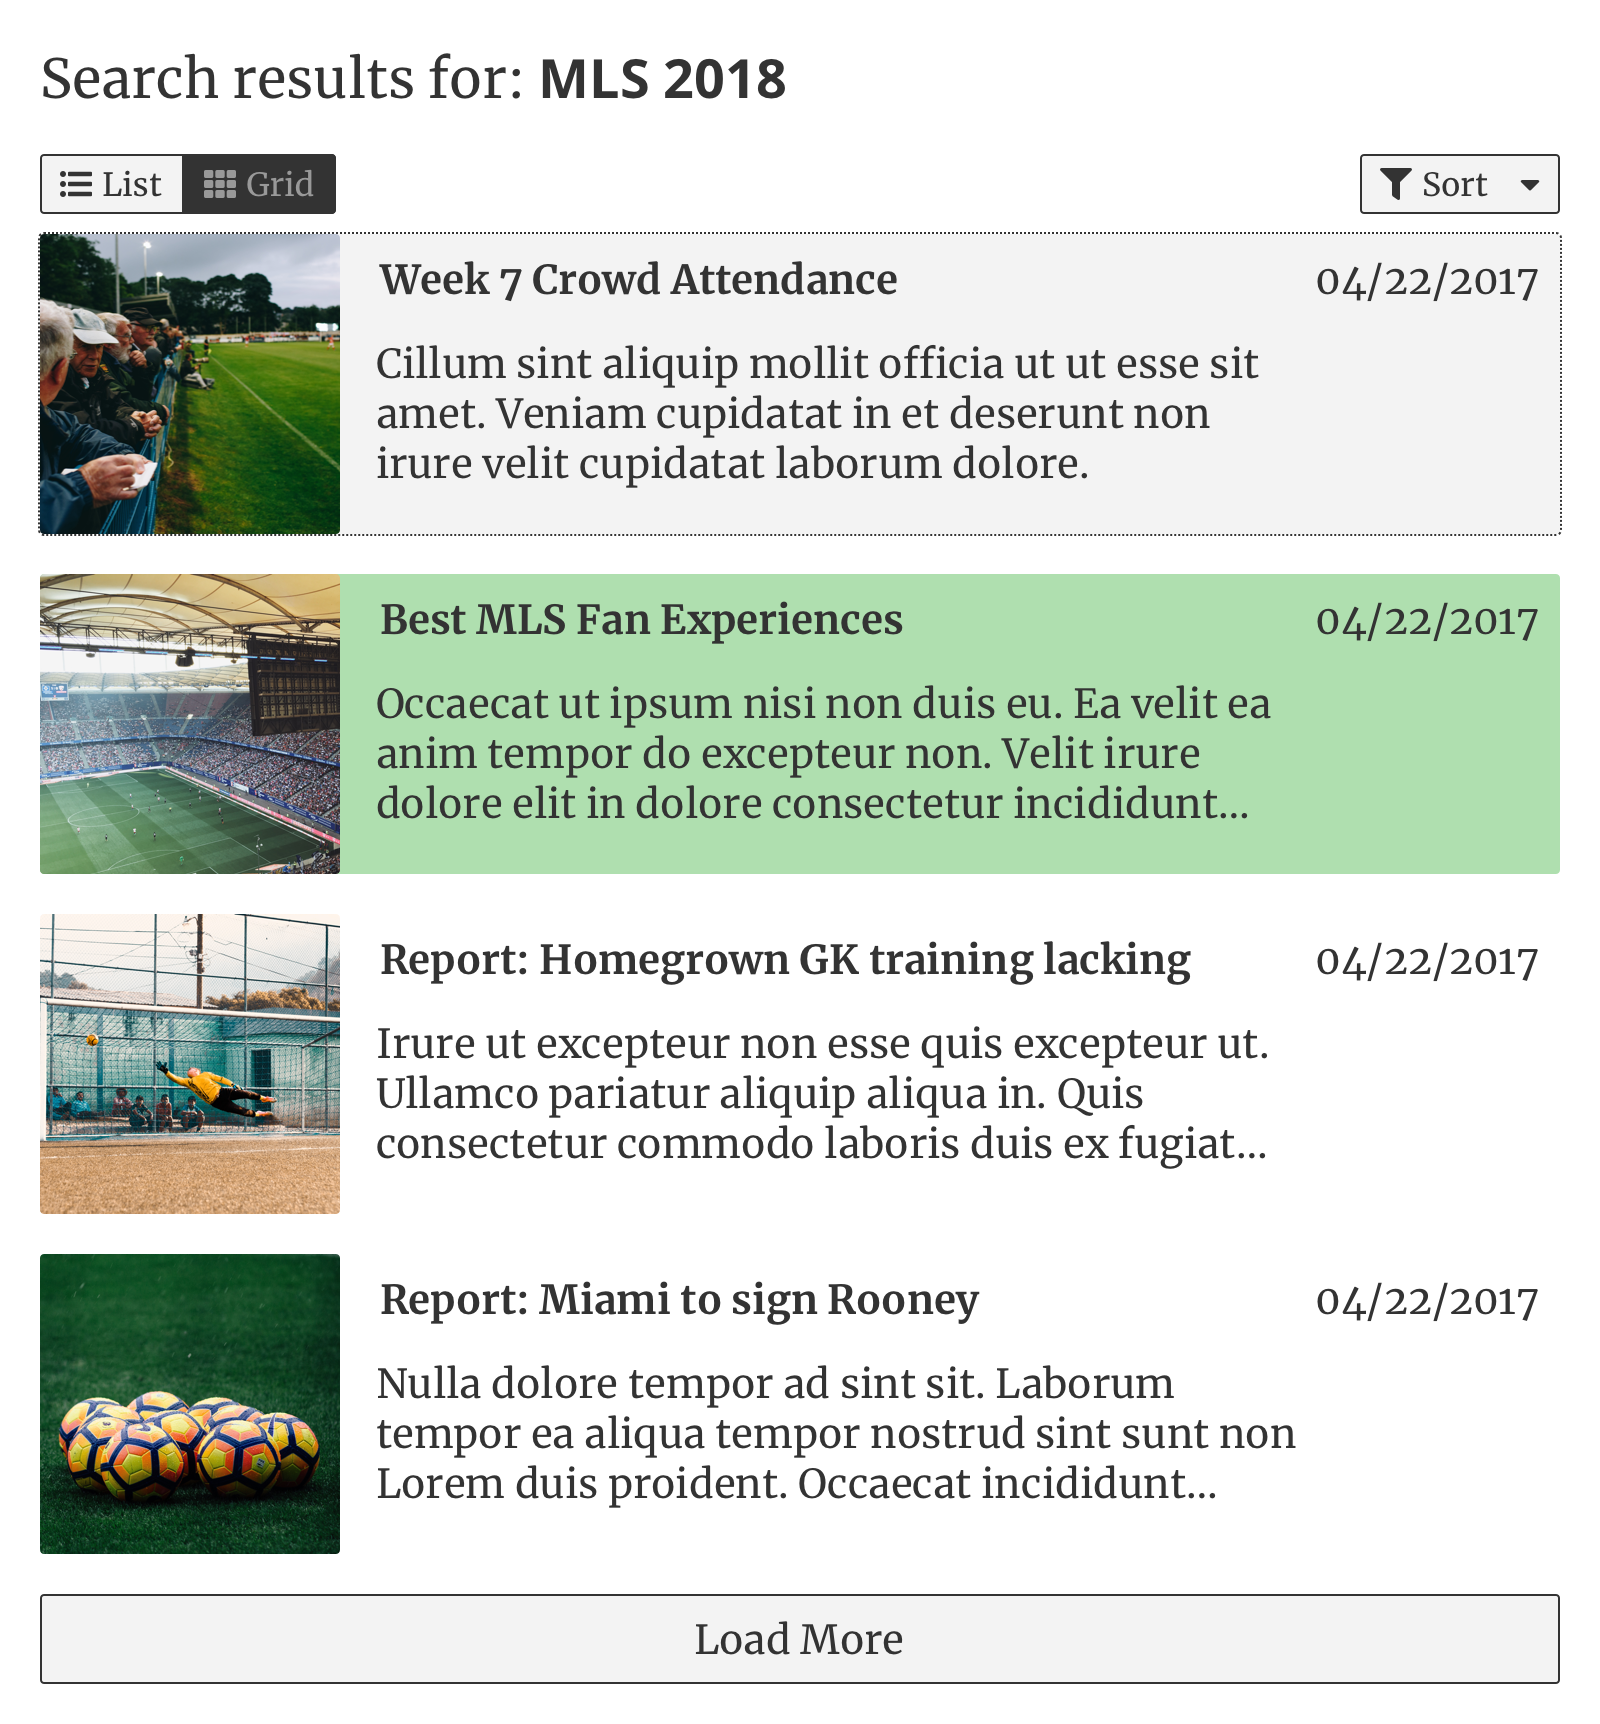 Search results for: MLS 2018
List Grid Sort
Week 7 Crowd Attendance 04/22/2017
Cillum sint aliquip mollit officia ut ut esse sit
amet. Veniam cupidatat in et deserunt non
irure velit cupidatat laborum dolore.
Best MLS Fan Experiences 04/22/2017
Occaecat ut ipsum nisi non duis eu. Ea velit ea
anim tempor do excepteur non. Velit irure
dolore elit in dolore consectetur incididunt...
Report: Homegrown GK training lacking 04/22/2017
Irure ut excepteur non esse quis excepteur ut.
Ullamco pariatur aliquip aliqua in. Quis
consectetur commodo laboris duis ex fugiat...
Report: Miami to sign Rooney 04/22/2017
Nulla dolore tempor ad sint sit. Laborum
tempor ea aliqua tempor nostrud sint sunt non
Lorem duis proident. Occaecat incididunt...
Load More